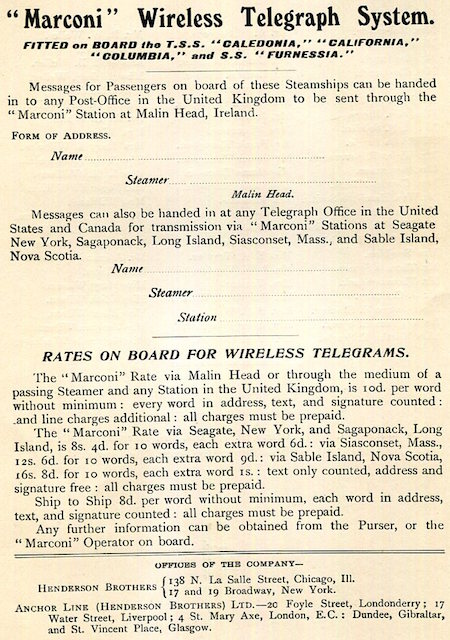 "Marconi" Wireless Telegraph System.
FITTED on BOARD the T.S.S. "CALEDONIA," "CALIFORNIA,"
"COLUMBIA," and S.S. "FURNESSIA."
Messages for Passengers on board of these Steamships can be handed
in to any Post-Office in the United Kingdom to be sent through the
"Marconi" Station at Malin Head, Ireland.
FORM OF ADDRESS.
Name
Steamer
Malin Head.
Messages can also be handed in at any Telegraph Office in the United
States and Canada for transmission via "Marconi" Stations at Seagate
New York, Sagaponack, Long Island, Siasconset, Mass., and Sable Island,
Nova Scotia.
Name
Steamer
Station
RATES ON BOARD FOR WIRELESS TELEGRAMS.
The "Marconi" Rate via Malin Head or through the medium of a
passing Steamer and any Station in the United Kingdom, is 10d. per word
without minimum: every word in address, text, and signature counted:
and line charges additional: all charges must be prepaid.
The "Marconi" Rate via Seagate, New York, and Sagaponack, Long
Island, is 8s. 4d. for 10 words, each extra word 6d.: via Siasconset, Mass.,
12s. 6d. for 10 words, each extra word 9d.: via Sable Island, Nova Scotia,
16s. 8d. for 10 words, each extra word 1s.: text only counted, address and
signature free: all charges must be prepaid.
Ship to Ship 8d. per word without minimum, each word in address,
text, and signature counted: all charges must be prepaid.
Any further information can be obtained from the Purser, or the
"Marconi" Operator on board.
OFFICES OF THE COMPANY—
HENDERSON BROTHERS { 138 N. La Salle Street, Chicago, Ill.
17 and 19 Broadway, New York.
ANCHOR LINE (HENDERSON BROTHERS) LTD.—20 Foyle Street, Londonderry; 17
Water Street, Liverpool; 4 St. Mary Axe, London, E.C.: Dundee, Gibraltar,
and St. Vincent Place, Glasgow.